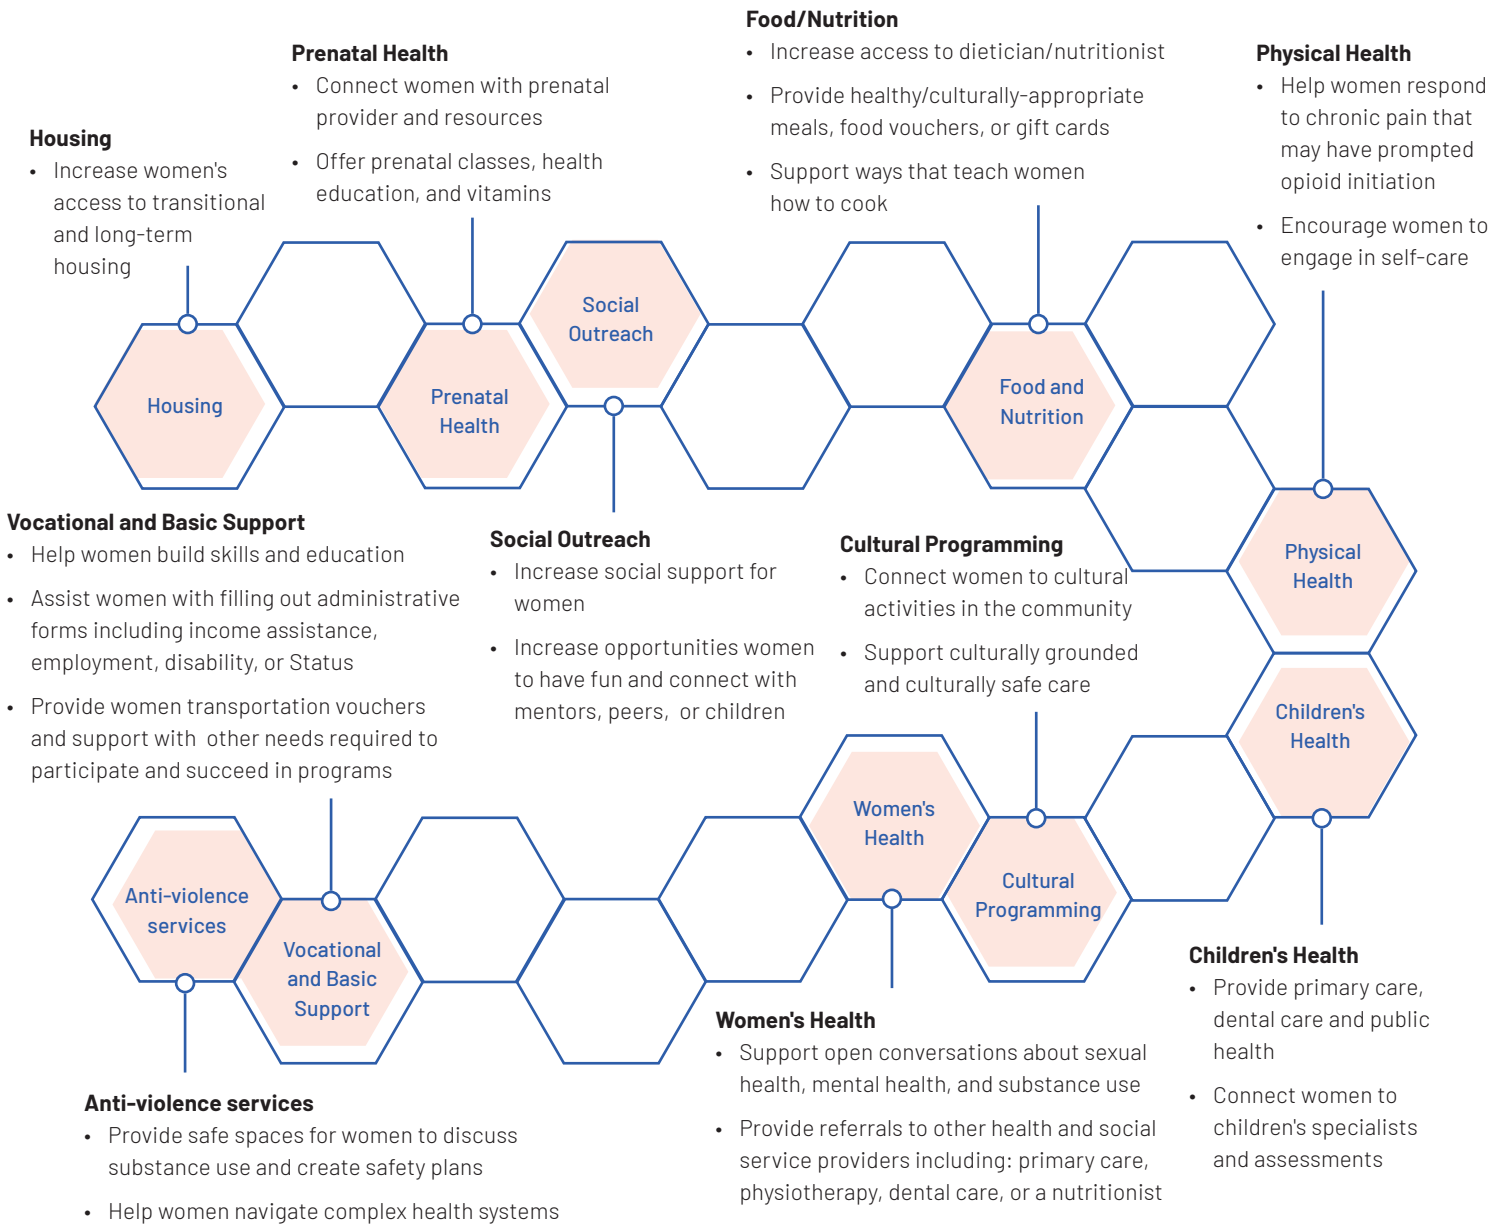 Food/Nutrition
• Increase access to dietician/nutritionist
• Provide healthy/culturally-appropriate
meals, food vouchers, or gift cards
• Support ways that teach women
how to cook
Prenatal Health
• Connect women with prenatal
provider and resources
• Offer prenatal classes, health
education, and vitamins
Physical Health
• Help women respond
to chronic pain that
may have prompted
opioid initiation
• Encourage women to
engage in self-care
Housing
• Increase women's
access to transitional
and long-term
housing
Housing
Prenatal
Health
Social
Outreach
Food and
Nutrition
Physical
Health
Children's
Health
Vocational and Basic Support
• Help women build skills and education
• Assist women with filling out administrative
forms including income assistance,
employment, disability, or Status
• Provide women transportation vouchers
and support with other needs required to
participate and succeed in programs
Social Outreach
• Increase social support for
women
• Increase opportunities women
to have fun and connect with
mentors, peers, or children
Cultural Programming
• Connect women to cultural
activities in the community
• Support culturally grounded
and culturally safe care
Anti-violence
services
Vocational
and Basic
Support
Women's
Health
Cultural
Programming
Anti-violence services
• Provide safe spaces for women to discuss
substance use and create safety plans
• Help women navigate complex health systems
Women's Health
• Support open conversations about sexual
health, mental health, and substance use
• Provide referrals to other health and social
service providers including: primary care,
physiotherapy, dental care, or a nutritionist
Children's Health
• Provide primary care,
dental care and public
health
• Connect women to
children's specialists
and assessments